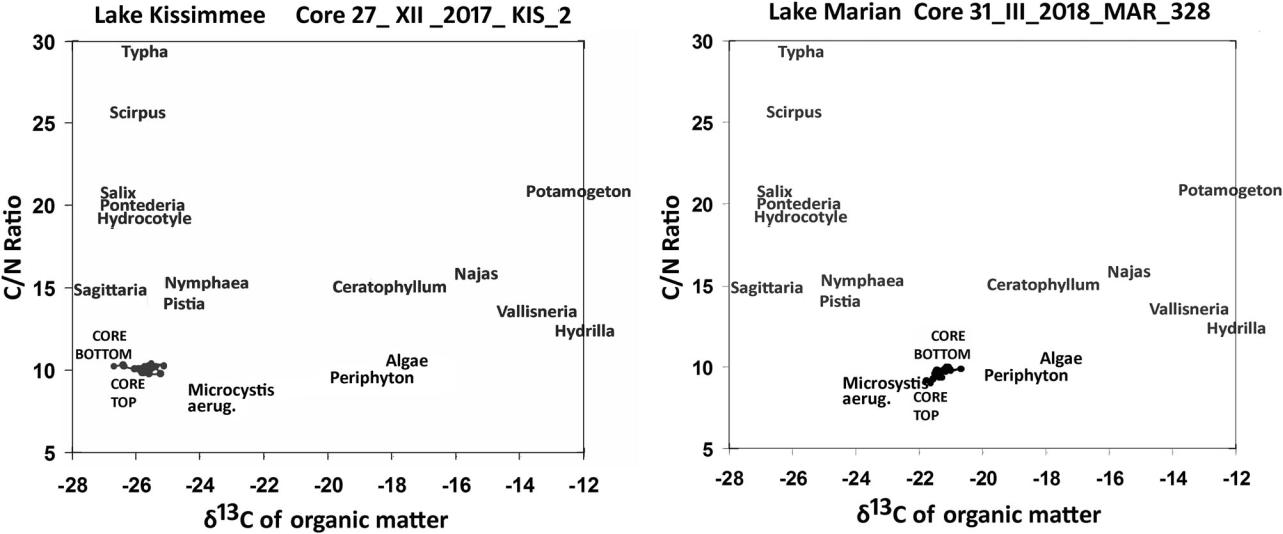 Lake Kissimmee Core 27_ XII _2017_ KIS_2
30
25
20
15
10
5
C/N Ratio
Typha
Scirpus
Salix
Pontederia
Hydrocotyle
Potamogeton
Sagittaria
Nymphaea
Pistia
Ceratophyllum
Najas
Vallisneria
Hydrilla
CORE
BOTTOM
CORE
TOP
Microcystis
aerug.
Algae
Periphyton
-28 -26 -24 -22 -20 -18 -16 -14 -12
δ13C of organic matter
Lake Marian Core 31_III_2018_MAR_328
30
25
20
15
10
5
C/N Ratio
Typha
Scirpus
Salix
Pontederia
Hydrocotyle
Potamogeton
Sagittaria
Nymphaea
Pistia
Ceratophyllum
Najas
Vallisneria
Hydrilla
CORE
BOTTOM
Microsystis
aerug.
CORE
TOP
Algae
Periphyton
-28 -26 -24 -22 -20 -18 -16 -14 -12
δ13C of organic matter